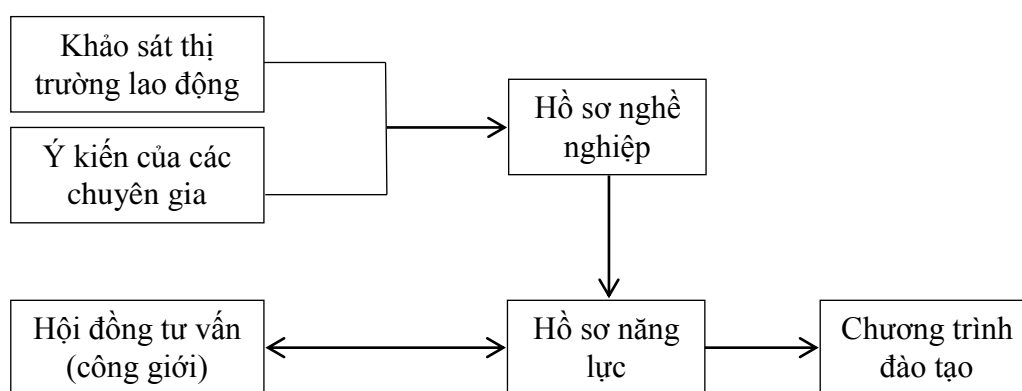 Khảo sát thị
trường lao động
Ý kiến của các
chuyên gia
Hồ sơ nghề
nghiệp
Hội đồng tư vấn
(công giới)
Hồ sơ năng
lực
Chương trình
đào tạo